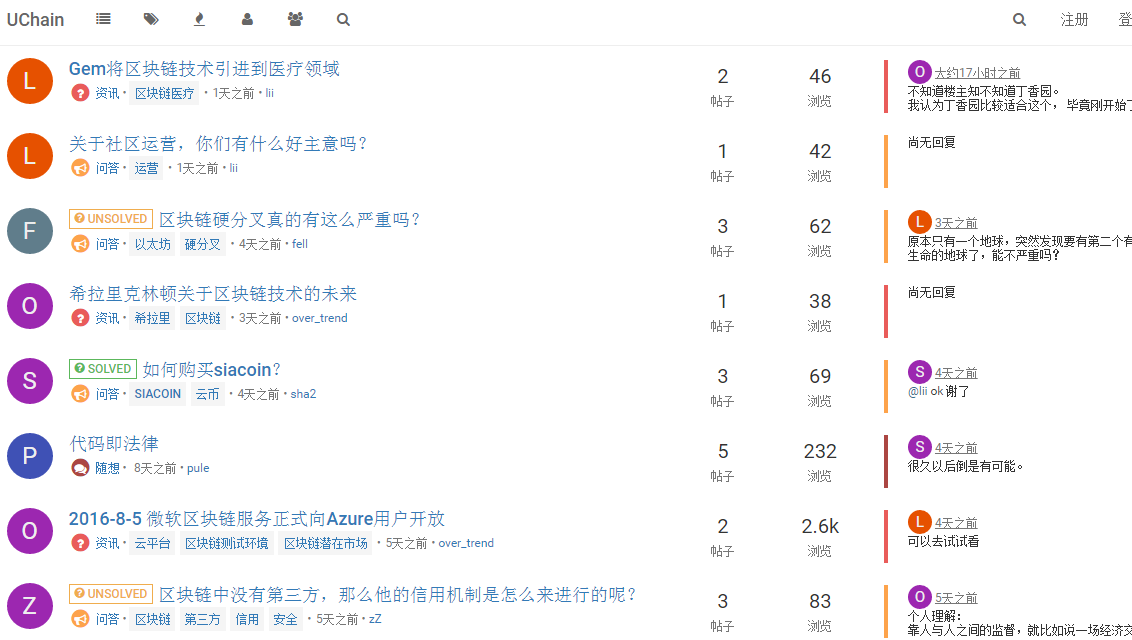 UChain 注册 登
L Gem将区块链技术引进到医疗领域
资讯 • 区块链医疗 • 1天之前 • lii
2 帖子
46 浏览
O 大约17小时之前
不知道楼主知不知道丁香园。
我认为丁香园比较适合这个，毕竟刚开始丁
L 关于社区运营，你们有什么好主意吗？
问答 • 运营 • 1天之前 • lii
1 帖子
42 浏览
尚无回复
F UNSOLVED 区块链硬分叉真的有这么严重吗？
问答 • 以太坊 硬分叉 • 4天之前 • fell
3 帖子
62 浏览
L 3天之前
原本只有一个地球，突然发现要有第二个有
生命的地球了，能不严重吗？
O 希拉里克林顿关于区块链技术的未来
资讯 • 希拉里 区块链 • 3天之前 • over_trend
1 帖子
38 浏览
尚无回复
S SOLVED 如何购买siacoin？
问答 • SIACOIN 云币 • 4天之前 • sha2
3 帖子
69 浏览
S 4天之前
@lii ok 谢了
P 代码即法律
随想 • 8天之前 • pule
5 帖子
232 浏览
S 4天之前
很久以后倒是有可能。
O 2016-8-5 微软区块链服务正式向Azure用户开放
资讯 • 云平台 区块链测试环境 区块链潜在市场 • 5天之前 • over_trend
2 帖子
2.6k 浏览
L 4天之前
可以去试试看
Z UNSOLVED 区块链中没有第三方，那么他的信用机制是怎么来进行的呢？
问答 • 区块链 第三方 信用 安全 • 5天之前 • zZ
3 帖子
83 浏览
O 5天之前
个人理解：
靠人与人之间的监督，就比如说一场经济交